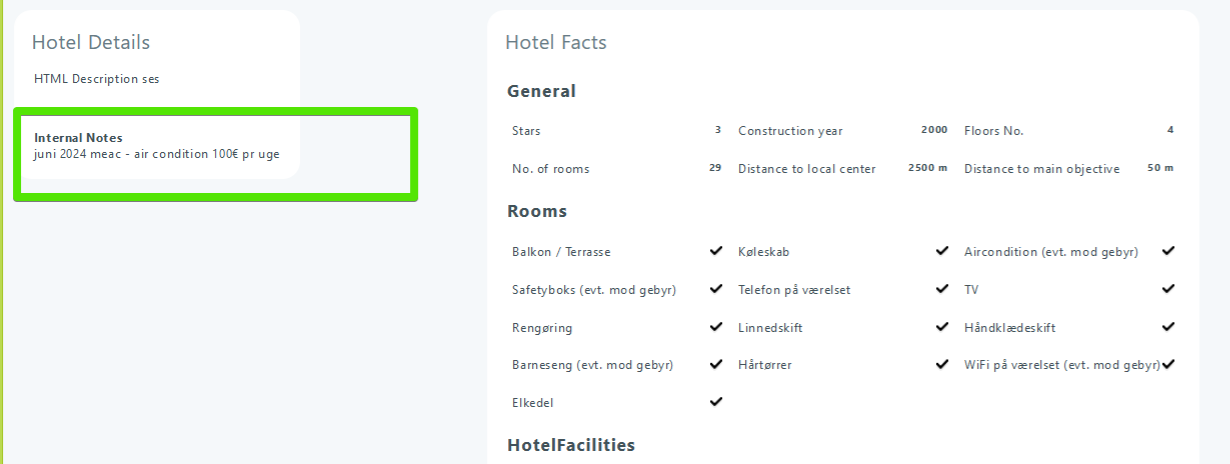 Hotel Details
HTML Description ses
Internal Notes
juni 2024 meac - air condition 100€ pr uge
Hotel Facts
General
Stars 3 Construction year 2000 Floors No. 4
No. of rooms 29 Distance to local center 2500 m Distance to main objective 50 m
Rooms
Balkon / Terrasse ✔ Køleskab ✔ Aircondition (evt. mod gebyr) ✔
Safetyboks (evt. mod gebyr) ✔ Telefon på værelset ✔ TV ✔
Rengøring ✔ Linnedskift ✔ Håndklædeskift ✔
Barneseng (evt. mod gebyr) ✔ Hårtørrer ✔ WiFi på værelset (evt. mod gebyr) ✔
Elkedel ✔
HotelFacilities